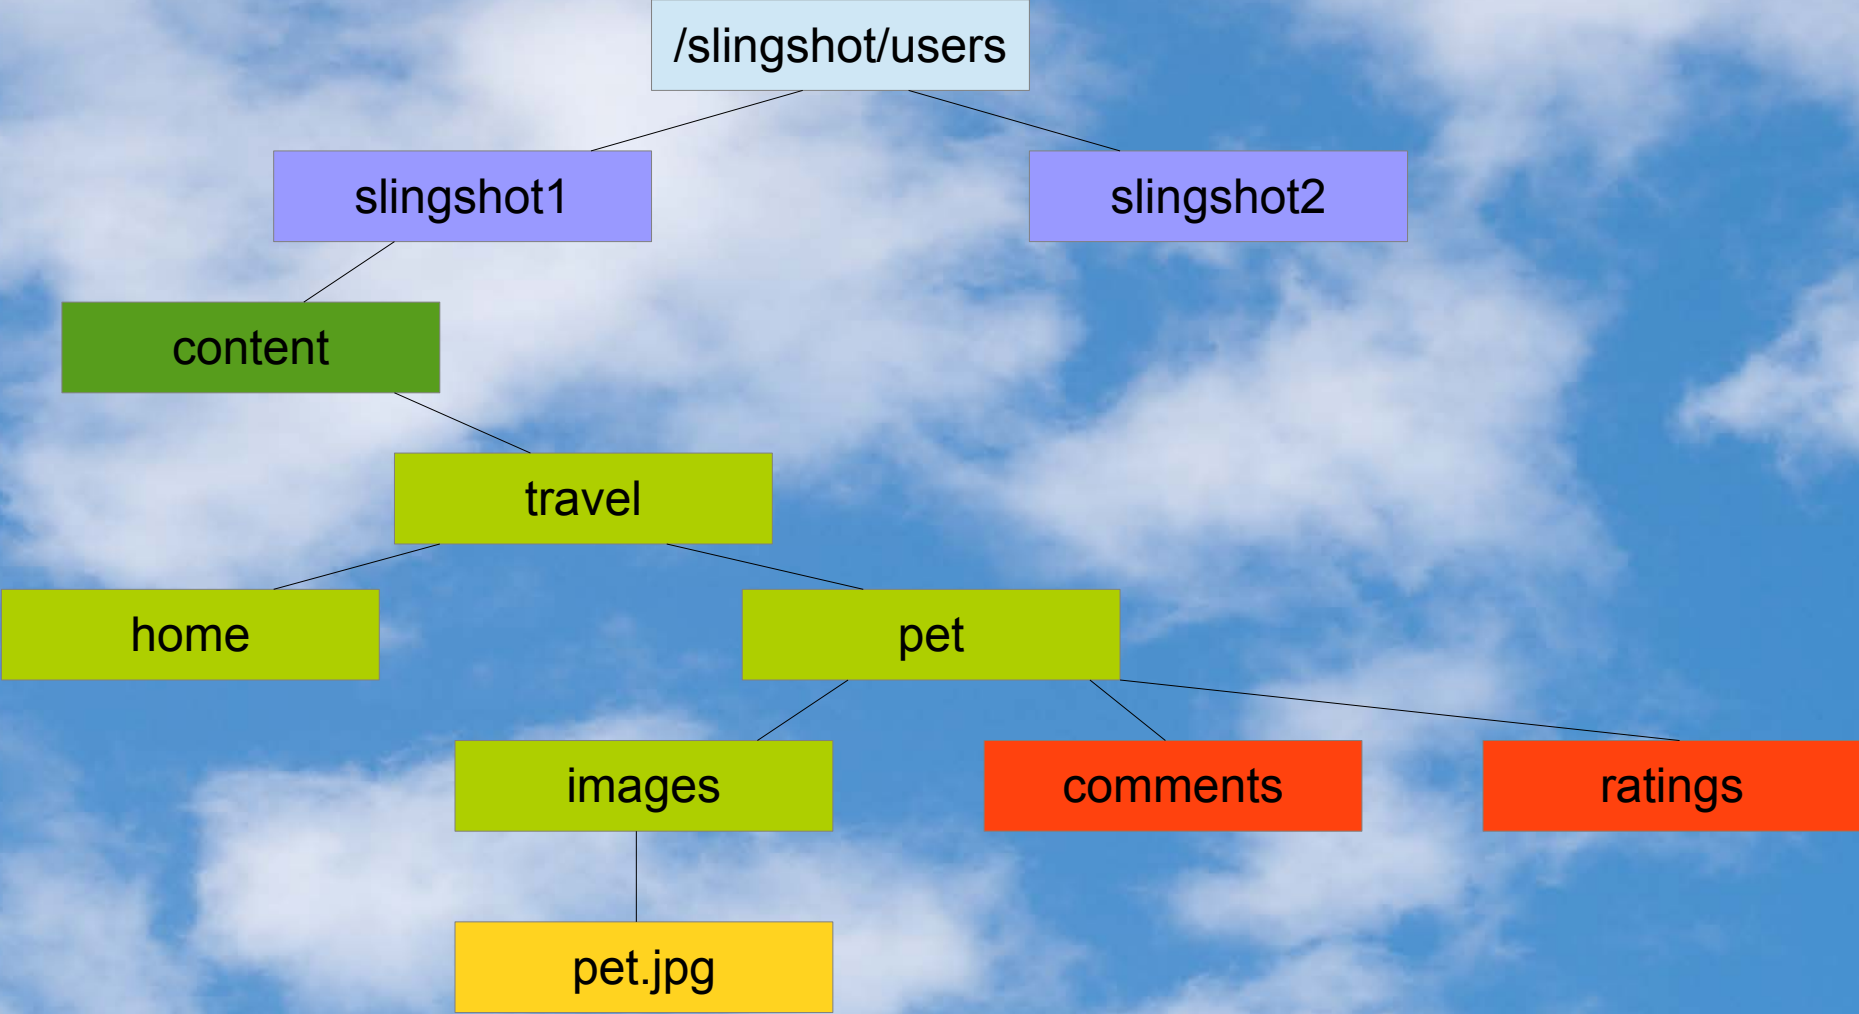 /slingshot/users
slingshot1
slingshot2
content
travel
home
pet
images
comments
ratings
pet.jpg